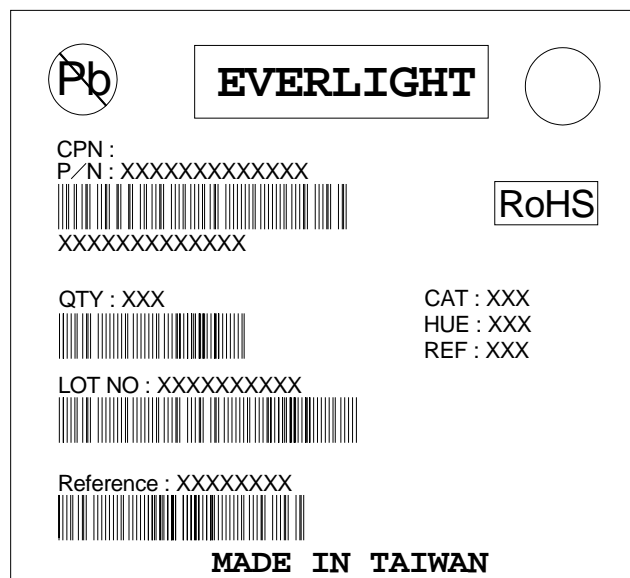 Pb
EVERLIGHT
CPN :
P/N : XXXXXXXXXXXXX
XXXXXXXXXXXXX
RoHS
QTY : XXX
CAT : XXX
HUE : XXX
REF : XXX
LOT NO : XXXXXXXXXX
Reference : XXXXXXXX
MADE IN TAIWAN